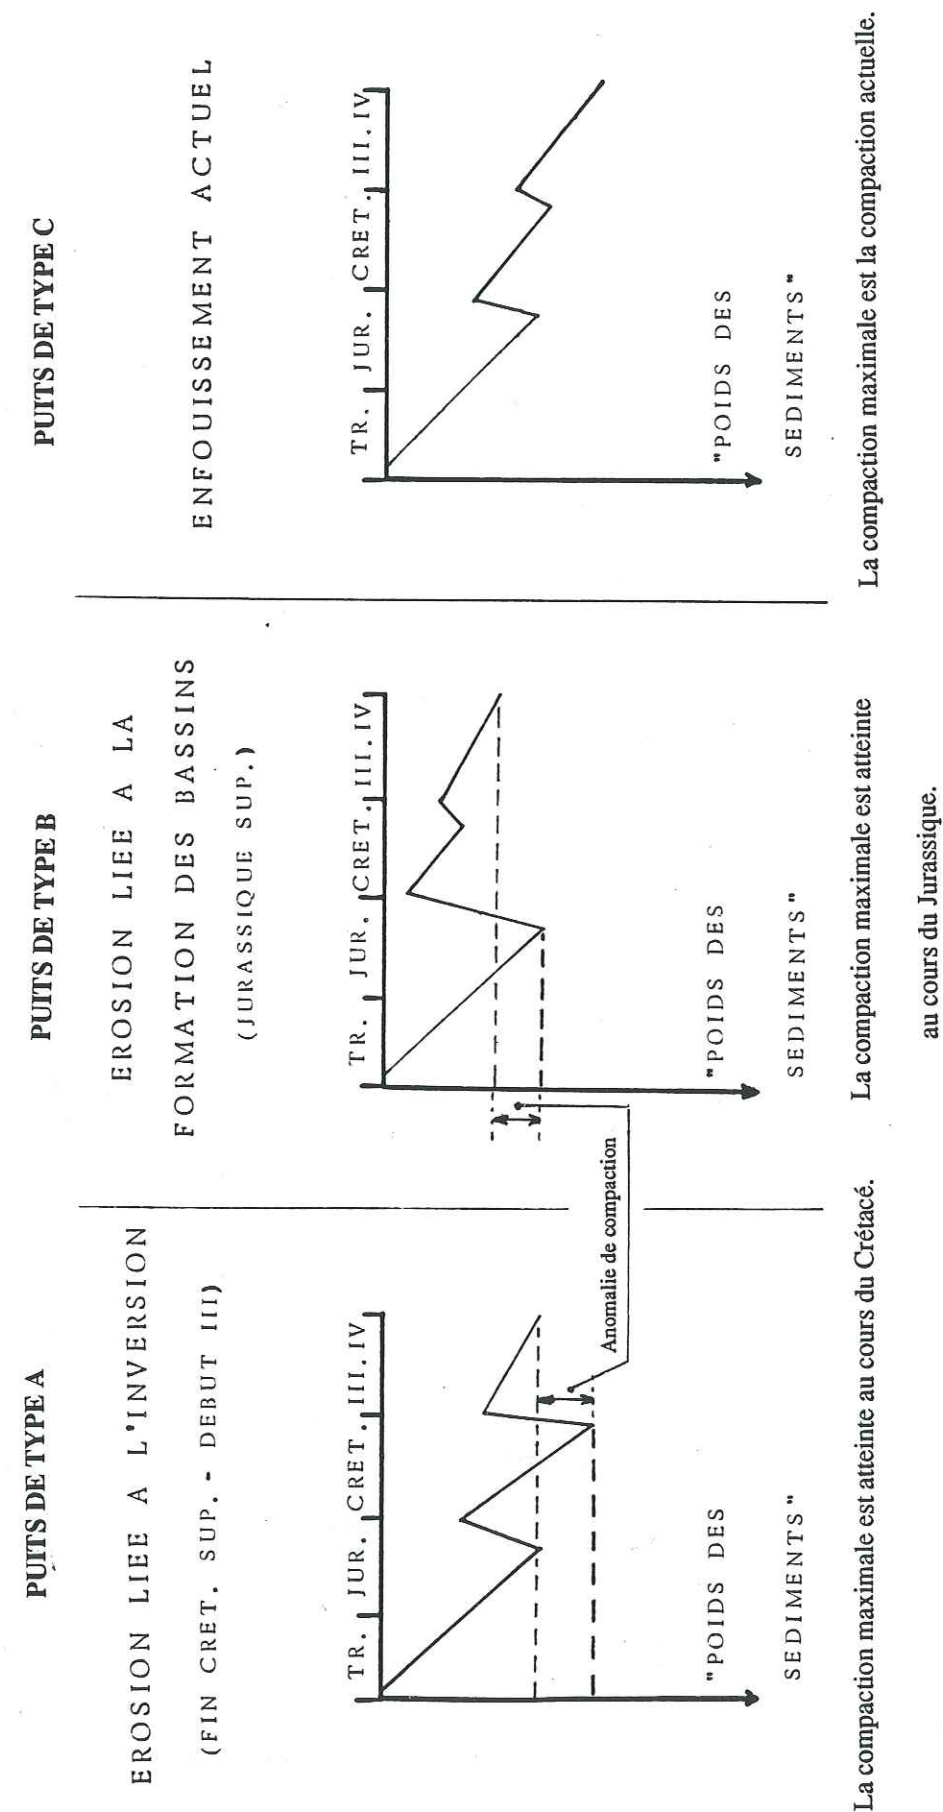 PUITS DE TYPE A
EROSION LIEE A L'INVERSION
(FIN CRET. SUP. - DEBUT III)
TR. JUR. CRET. III. IV
"POIDS DES
SEDIMENTS"
La compaction maximale est atteinte au cours du Crétacé.
Anomalie de compaction
PUITS DE TYPE B
EROSION LIEE A LA
FORMATION DES BASSINS
(JURASSIQUE SUP.)
TR. JUR. CRET. III. IV
"POIDS DES
SEDIMENTS"
La compaction maximale est atteinte
au cours du Jurassique.
PUITS DE TYPE C
ENFOUISSEMENT ACTUEL
TR. JUR. CRET. III. IV
"POIDS DES
SEDIMENTS"
La compaction maximale est la compaction actuelle.